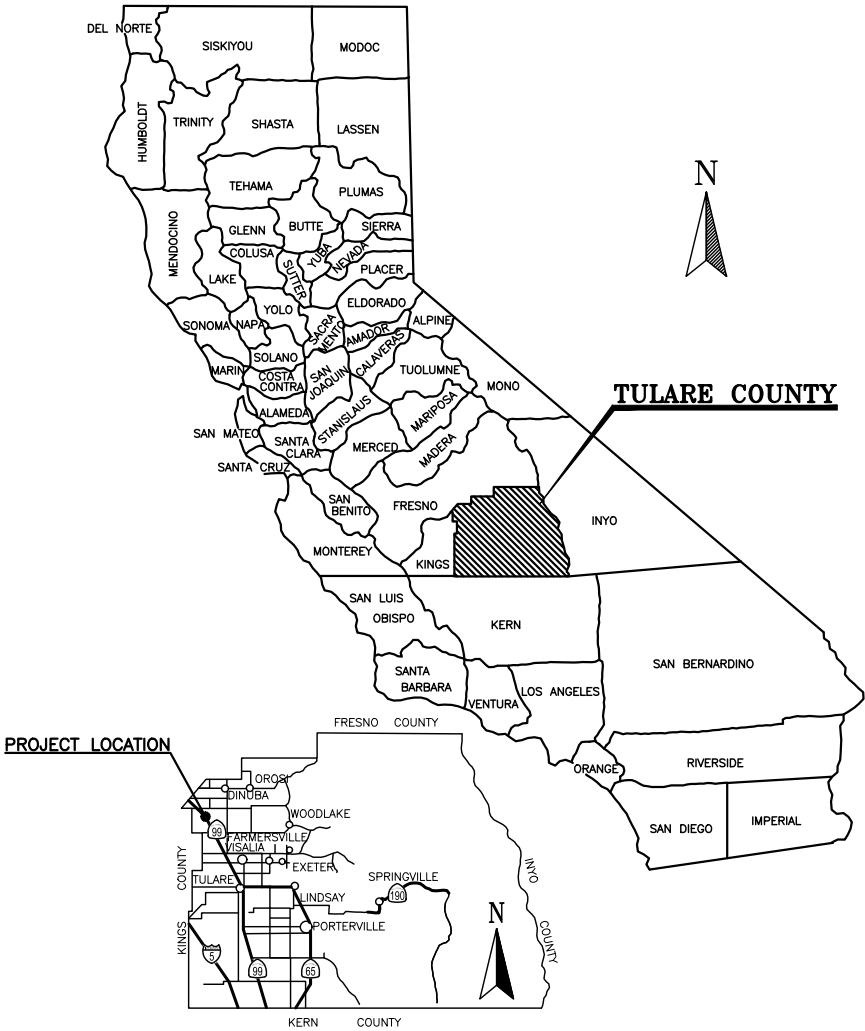 DEL NORTE
SISKIYOU
MODOC
HUMBOLDT
TRINITY
SHASTA
LASSEN
N
TEHAMA
PLUMAS
MENDOCINO
GLENN
BUTTE
SIERRA
COLUSA
YUBA
NEVADA
LAKE
SUTTER
PLACER
YOLO
ELDORADO
SONOMA
NAPA
SACRA
MENTO
AMADOR
ALPINE
SOLANO
CALAVERAS
MARIN
COSTA
CONTRA
SAN
JOAQUIN
TUOLUMNE
MONO
TULARE COUNTY
ALAMEDA
STANISLAUS
MARIPOSA
SAN MATEO
SANTA
CLARA
MERCED
MADERA
SANTA CRUZ
SAN
BENITO
FRESNO
INYO
MONTEREY
KINGS
SAN LUIS
OBISPO
KERN
SAN BERNARDINO
SANTA
BARBARA
VENTURA
LOS ANGELES
ORANGE
RIVERSIDE
SAN DIEGO
IMPERIAL
FRESNO COUNTY
PROJECT LOCATION
OROSI
DINUBA
WOODLAKE
99
FARMERSVILLE
VISALIA
EXETER
TULARE
LINDSAY
SPRINGVILLE
190
PORTERVILLE
KINGS COUNTY
INYO COUNTY
5
99
65
N
KERN COUNTY